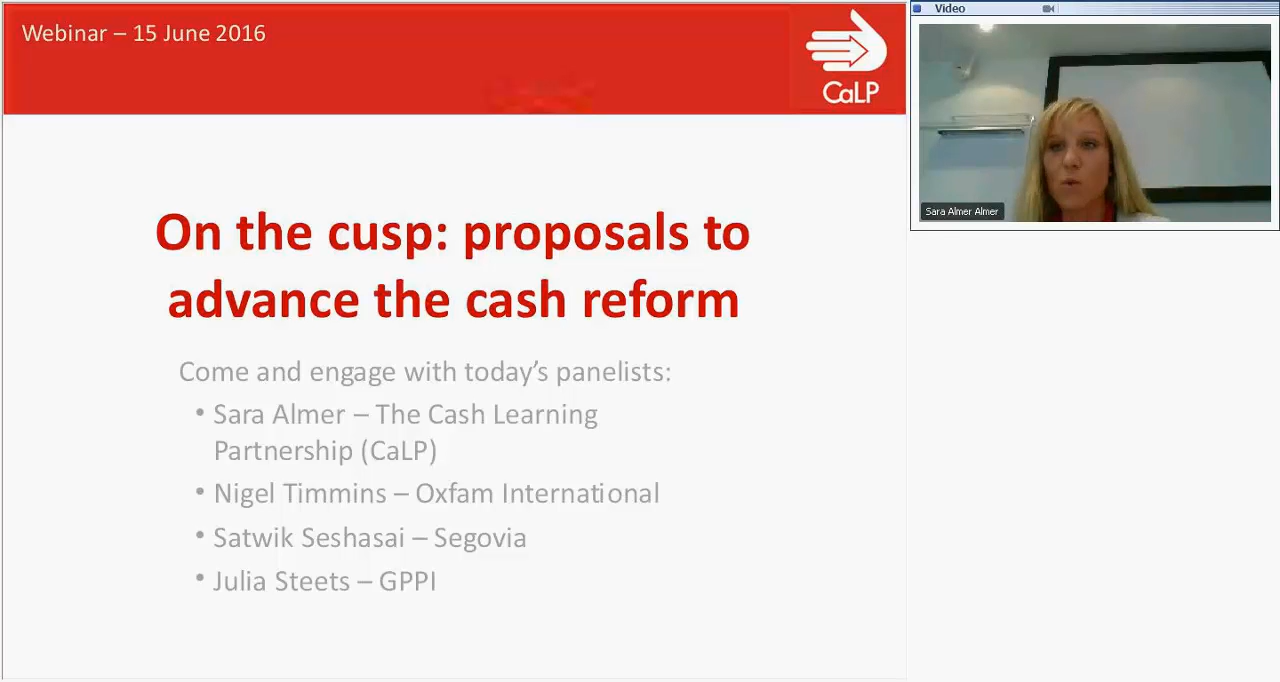 Webinar – 15 June 2016
CaLP
On the cusp: proposals to
advance the cash reform
Come and engage with today’s panelists:
• Sara Almer – The Cash Learning
Partnership (CaLP)
• Nigel Timmins – Oxfam International
• Satwik Seshasai – Segovia
• Julia Steets – GPPI
Video
Sara Almer Almer